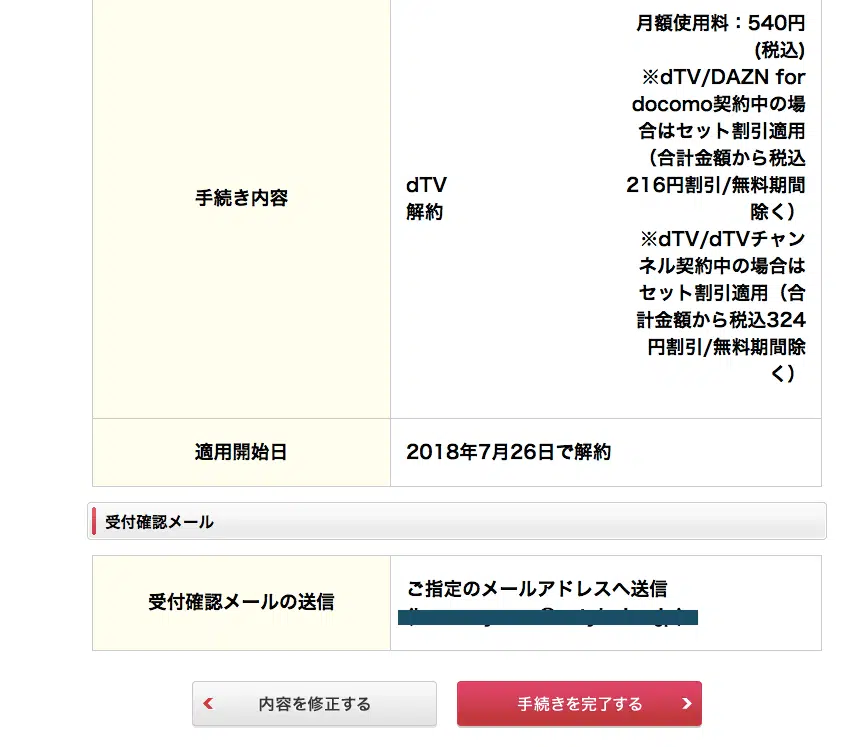 手続き内容
dTV
解約
月額使用料：540円
(税込)
※dTV/DAZN for
docomo契約中の場
合はセット割引適用
（合計金額から税込
216円割引/無料期間
除く）
※dTV/dTVチャン
ネル契約中の場合は
セット割引適用（合
計金額から税込324
円割引/無料期間除
く）
適用開始日
2018年7月26日で解約
受付確認メール
受付確認メールの送信
ご指定のメールアドレスへ送信
内容を修正する
手続きを完了する